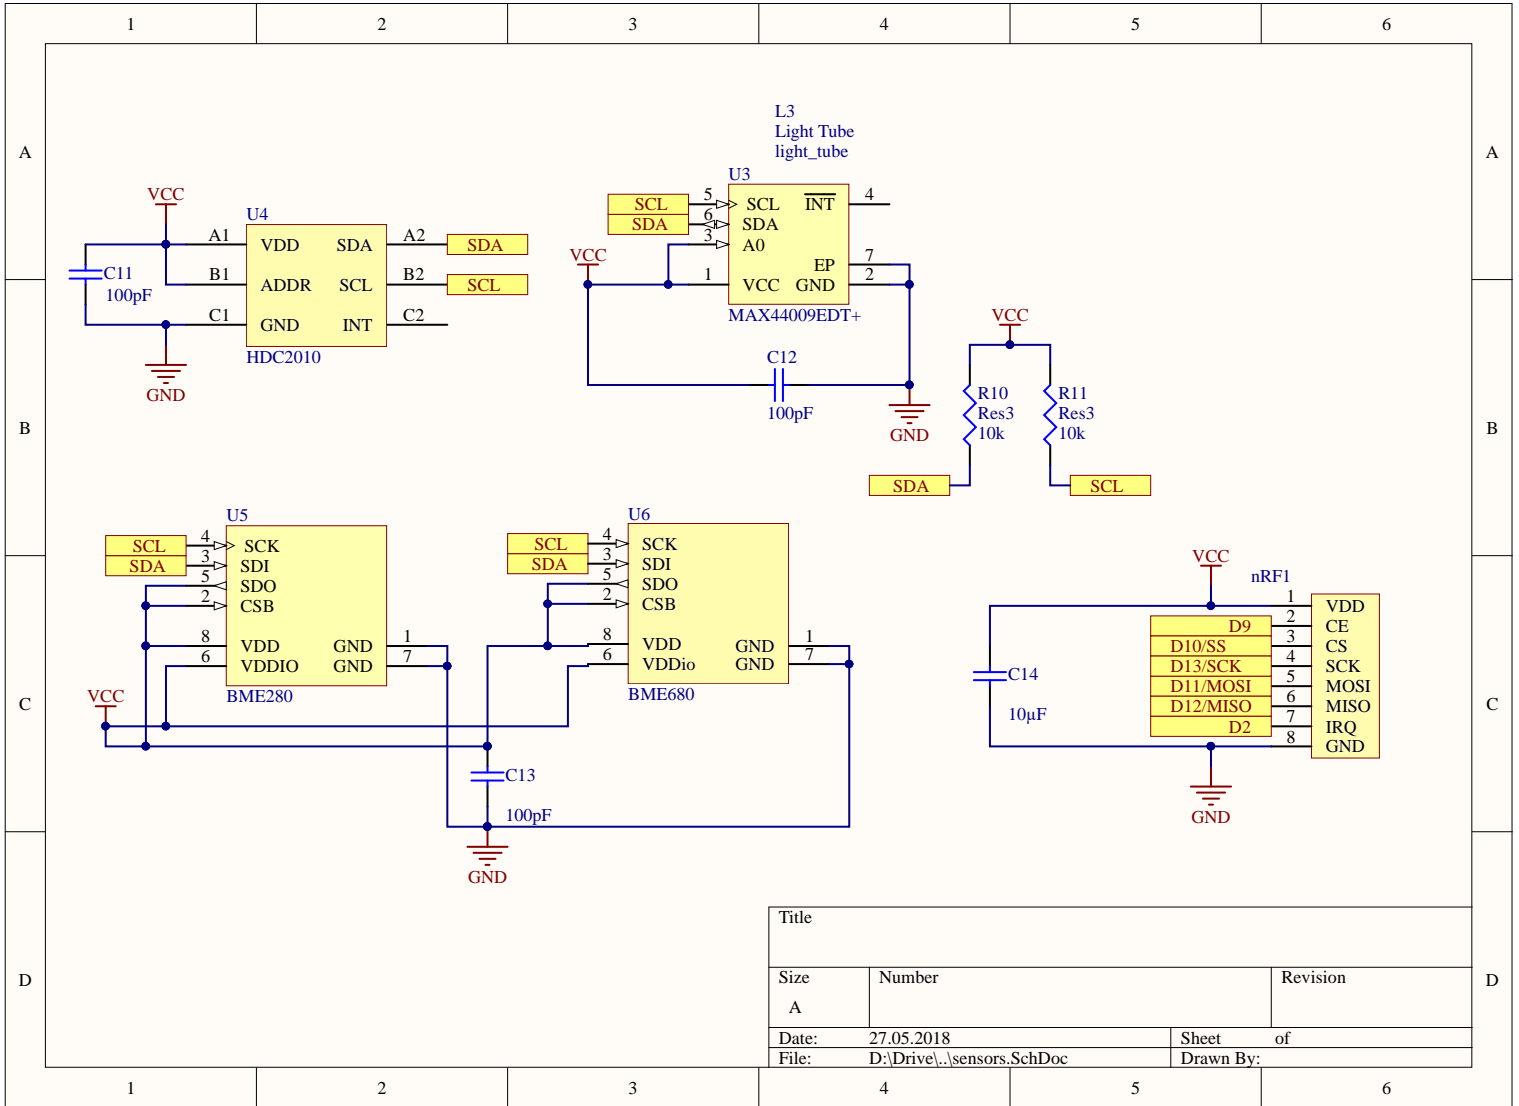 1 2 3 4 5 6
A A
B B
C C
D D
1 2 3 4 5 6
VCC
U4
A1 VDD SDA A2 SDA
B1 ADDR SCL B2 SCL
C1 GND INT C2
HDC2010
C11
100pF
GND
L3
Light Tube
light_tube
U3
SCL 5 SCL INT 4
SDA 6 SDA
3 A0
EP 7
VCC
1 VCC GND 2
MAX44009EDT+
C12
100pF
GND
VCC
R10
Res3
10k
R11
Res3
10k
SDA
SCL
U5
SCL 4 SCK
SDA 3 SDI
5 SDO
2 CSB
8 VDD GND 1
6 VDDIO GND 7
BME280
VCC
U6
SCL 4 SCK
SDA 3 SDI
5 SDO
2 CSB
8 VDD GND 1
6 VDDio GND 7
BME680
C13
100pF
GND
VCC
nRF1
1 VDD
D9 2 CE
D10/SS 3 CS
D13/SCK 4 SCK
D11/MOSI 5 MOSI
D12/MISO 6 MISO
D2 7 IRQ
8 GND
C14
10µF
GND
Title
Size Number Revision
A
Date: 27.05.2018 Sheet of
File: D:\Drive\..\sensors.SchDoc Drawn By: